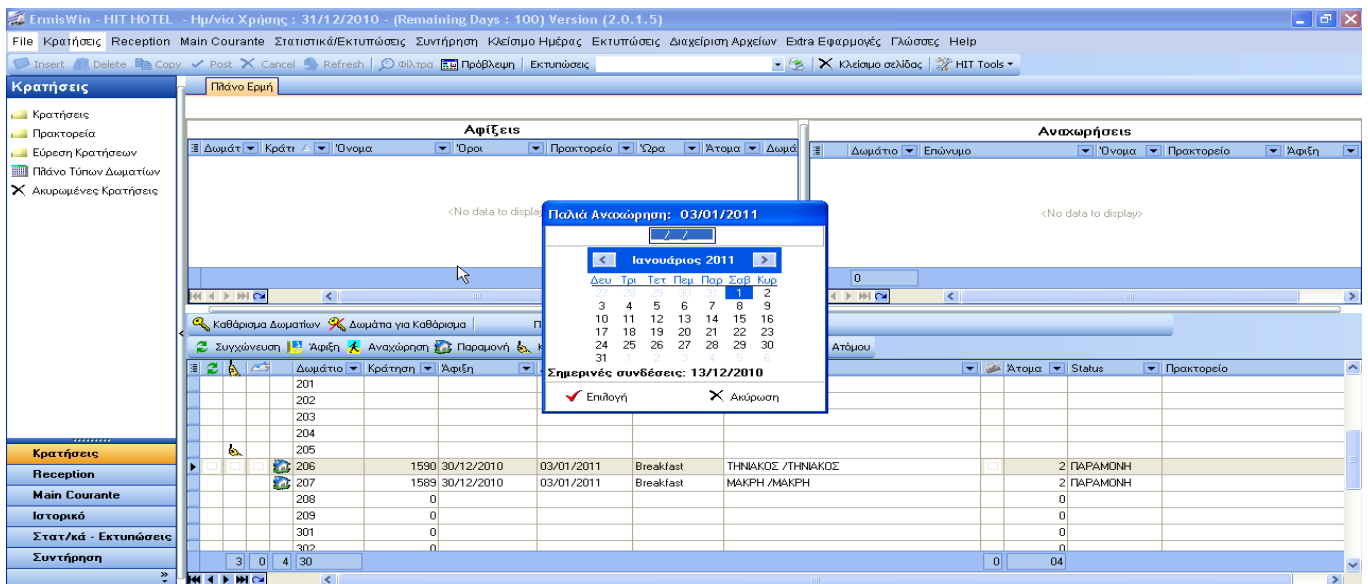 ErmisWin - HIT HOTEL - Ημ/νία Χρήσης : 31/12/2010 - (Remaining Days : 100) Version (2.0.1.5)
File Κρατήσεις Reception Main Courante Στατιστικά/Εκτυπώσεις Συντήρηση Κλείσιμο Ημέρας Εκτυπώσεις Διαχείριση Αρχείων Extra Εφαρμογές Γλώσσες Help
Insert Delete Copy Post Cancel Refresh Φίλτρα Πρόβλεψη Εκτυπώσεις Κλείσιμο σελίδας HIT Tools
Κρατήσεις
Πλάνο Ερμή
Κρατήσεις
Πρακτορεία
Εύρεση Κρατήσεων
Πλάνο Τύπων Δωματίων
Ακυρωμένες Κρατήσεις
Αφίξεις
Δωμάτ Κράτη Όνομα Όροι Πρακτορείο Ώρα Άτομα Δωμά
<No data to display
Αναχωρήσεις
Δωμάτιο Επώνυμο Όνομα Πρακτορείο Άφιξη
<No data to display>
0
Παλιά Αναχώρηση: 03/01/2011
/ /
< Ιανουάριος 2011 >
Δευ Τρι Τετ Πεμ Παρ Σαβ Κυρ
27 28 29 30 31 1 2
3 4 5 6 7 8 9
10 11 12 13 14 15 16
17 18 19 20 21 22 23
24 25 26 27 28 29 30
31 1 2 3 4 5 6
Σημερινές συνδέσεις: 13/12/2010
Επιλογή Ακύρωση
Καθάρισμα Δωματίων Δωμάτια για Καθάρισμα Π
Συγχώνευση Άφιξη Αναχώρηση Παραμονή Κ Ατόμου
Δωμάτιο Κράτηση Άφιξη Άτομα Status Πρακτορείο
201
202
203
204
205
206 1590 30/12/2010 03/01/2011 Breakfast ΤΗΝΙΑΚΟΣ /ΤΗΝΙΑΚΟΣ 2 ΠΑΡΑΜΟΝΗ
207 1589 30/12/2010 03/01/2011 Breakfast ΜΑΚΡΗ /ΜΑΚΡΗ 2 ΠΑΡΑΜΟΝΗ
208 0 0
209 0 0
301 0 0
302 0 0
3 0 4 30 0 04
Κρατήσεις
Reception
Main Courante
Ιστορικό
Στατ/κά - Εκτυπώσεις
Συντήρηση